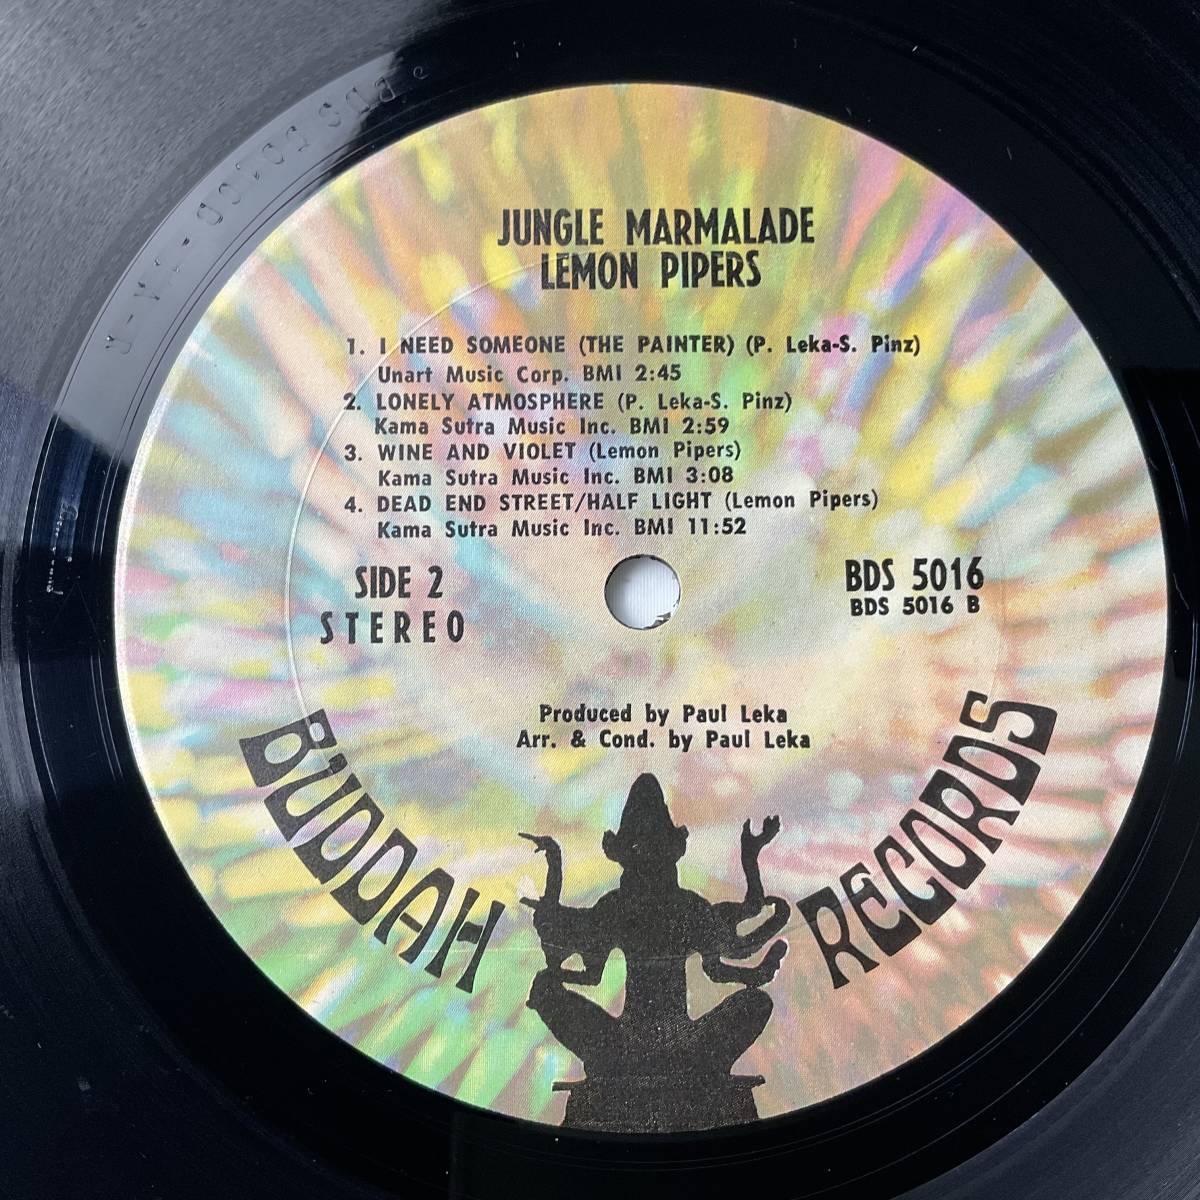 JUNGLE MARMALADE
LEMON PIPERS
1. I NEED SOMEONE (THE PAINTER) (P. Leka-S. Pinz)
Unart Music Corp. BMI 2:45
2. LONELY ATMOSPHERE (P. Leka-S. Pinz)
Kama Sutra Music Inc. BMI 2:59
3. WINE AND VIOLET (Lemon Pipers)
Kama Sutra Music Inc. BMI 3:08
4. DEAD END STREET/HALF LIGHT (Lemon Pipers)
Kama Sutra Music Inc. BMI 11:52
SIDE 2
STEREO
BDS 5016
BDS 5016 B
Produced by Paul Leka
Arr. & Cond. by Paul Leka
BUDDAH RECORDS